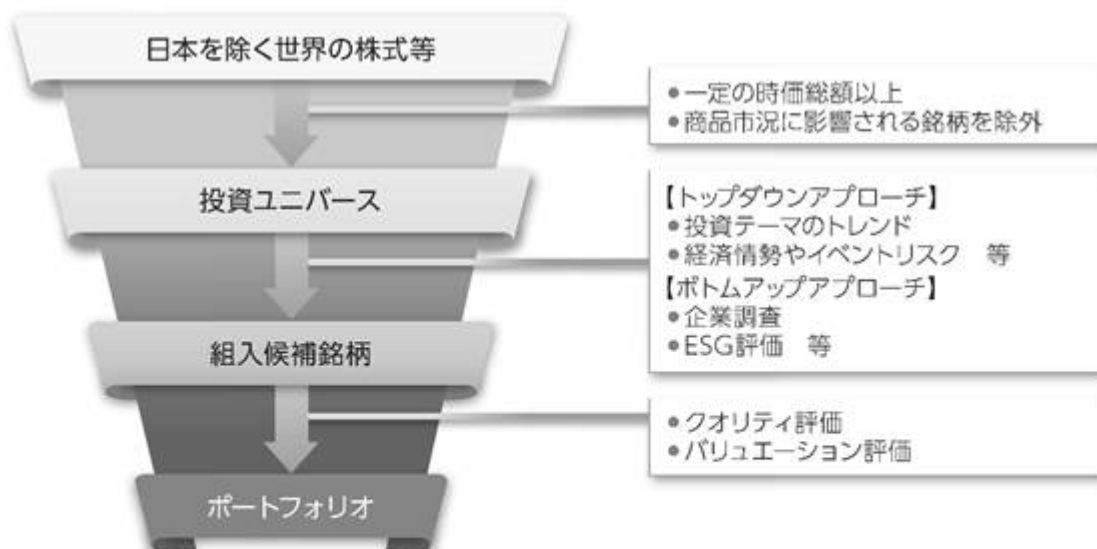 日本を除く世界の株式等
●一定の時価総額以上
●商品市況に影響される銘柄を除外
投資ユニバース
【トップダウンアプローチ】
●投資テーマのトレンド
●経済情勢やイベントリスク　等
【ボトムアップアプローチ】
●企業調査
●ESG評価　等
組入候補銘柄
●クオリティ評価
●バリュエーション評価
ポートフォリオ